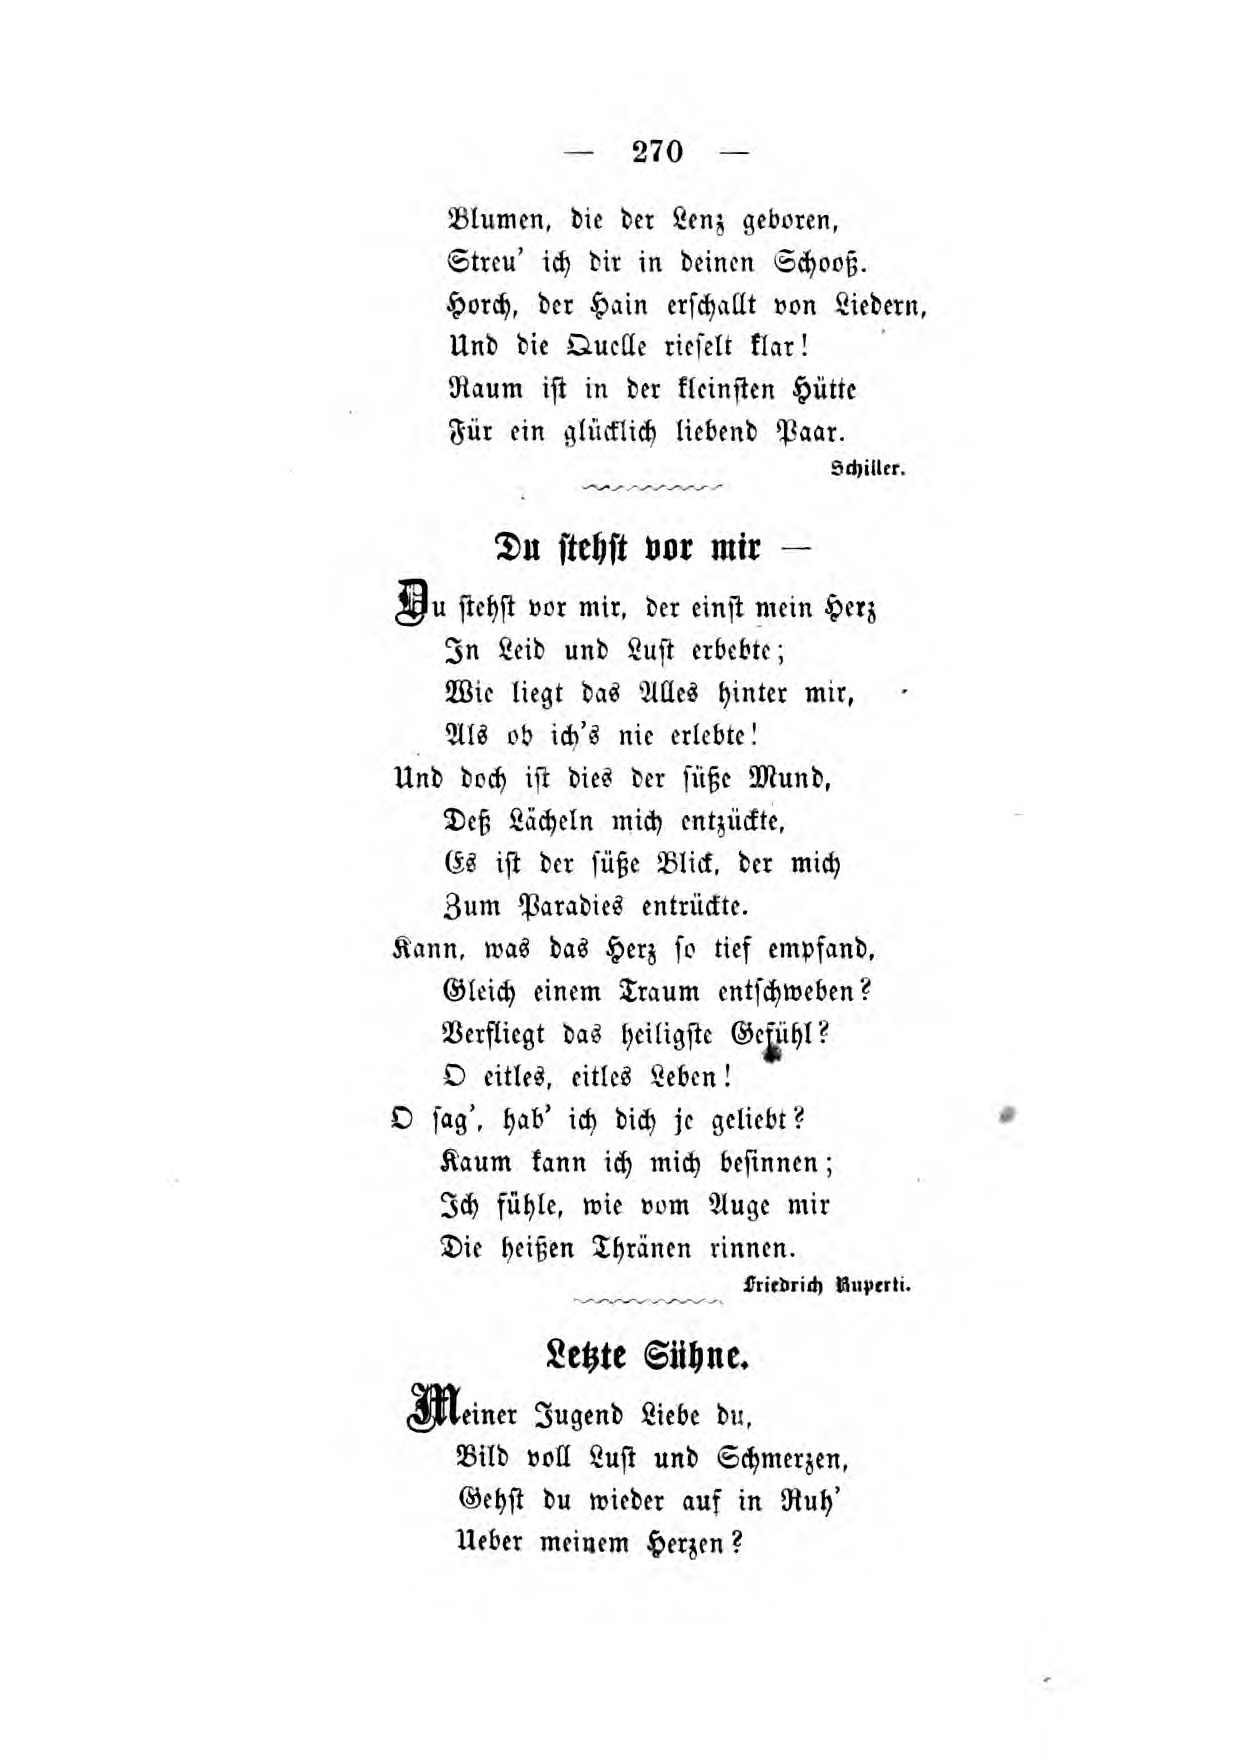 — 270 —
Blumen, die der Lenz geboren,
Streu' ich dir in deinen Schooß.
Horch, der Hain erschallt von Liedern,
Und die Quelle rieselt klar!
Raum ist in der kleinsten Hütte
Für ein glücklich liebend Paar.
Schiller.
Du stehst vor mir —
Du stehst vor mir, der einst mein Herz
In Leid und Lust erbebte;
Wie liegt das Alles hinter mir,
Als ob ich's nie erlebte!
Und doch ist dies der süße Mund,
Deß Lächeln mich entzückte,
Es ist der süße Blick, der mich
Zum Paradies entrückte.
Kann, was das Herz so tief empfand,
Gleich einem Traum entschweben?
Verfliegt das heiligste Gefühl?
O eitles, eitles Leben!
O sag', hab' ich dich je geliebt?
Kaum kann ich mich besinnen;
Ich fühle, wie vom Auge mir
Die heißen Thränen rinnen.
Friedrich Ruperti.
Letzte Sühne.
Meiner Jugend Liebe du,
Bild voll Lust und Schmerzen,
Gehst du wieder auf in Ruh'
Ueber meinem Herzen?